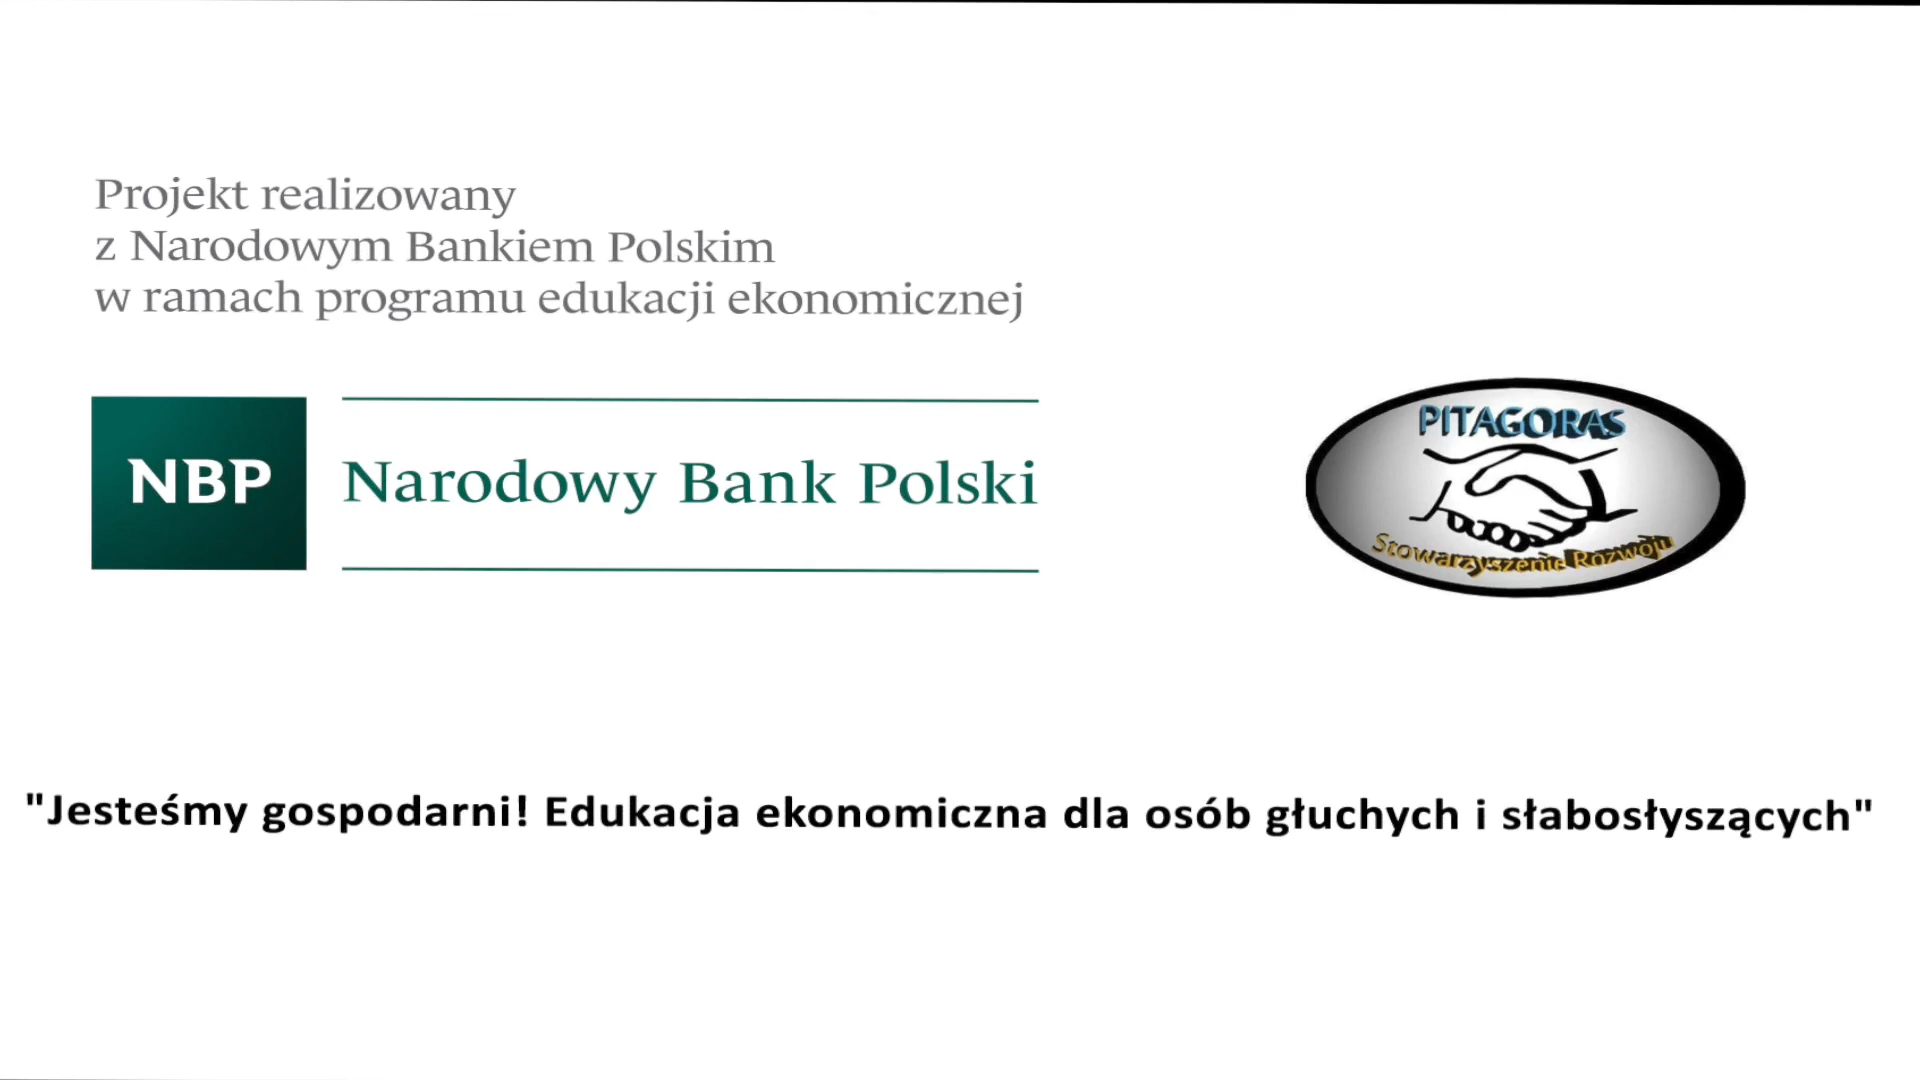 Projekt realizowany
z Narodowym Bankiem Polskim
w ramach programu edukacji ekonomicznej
NBP
Narodowy Bank Polski
PITAGORAS
Stowarzyszenie Rozwoju
"Jesteśmy gospodarni! Edukacja ekonomiczna dla osób głuchych i słabosłyszących"